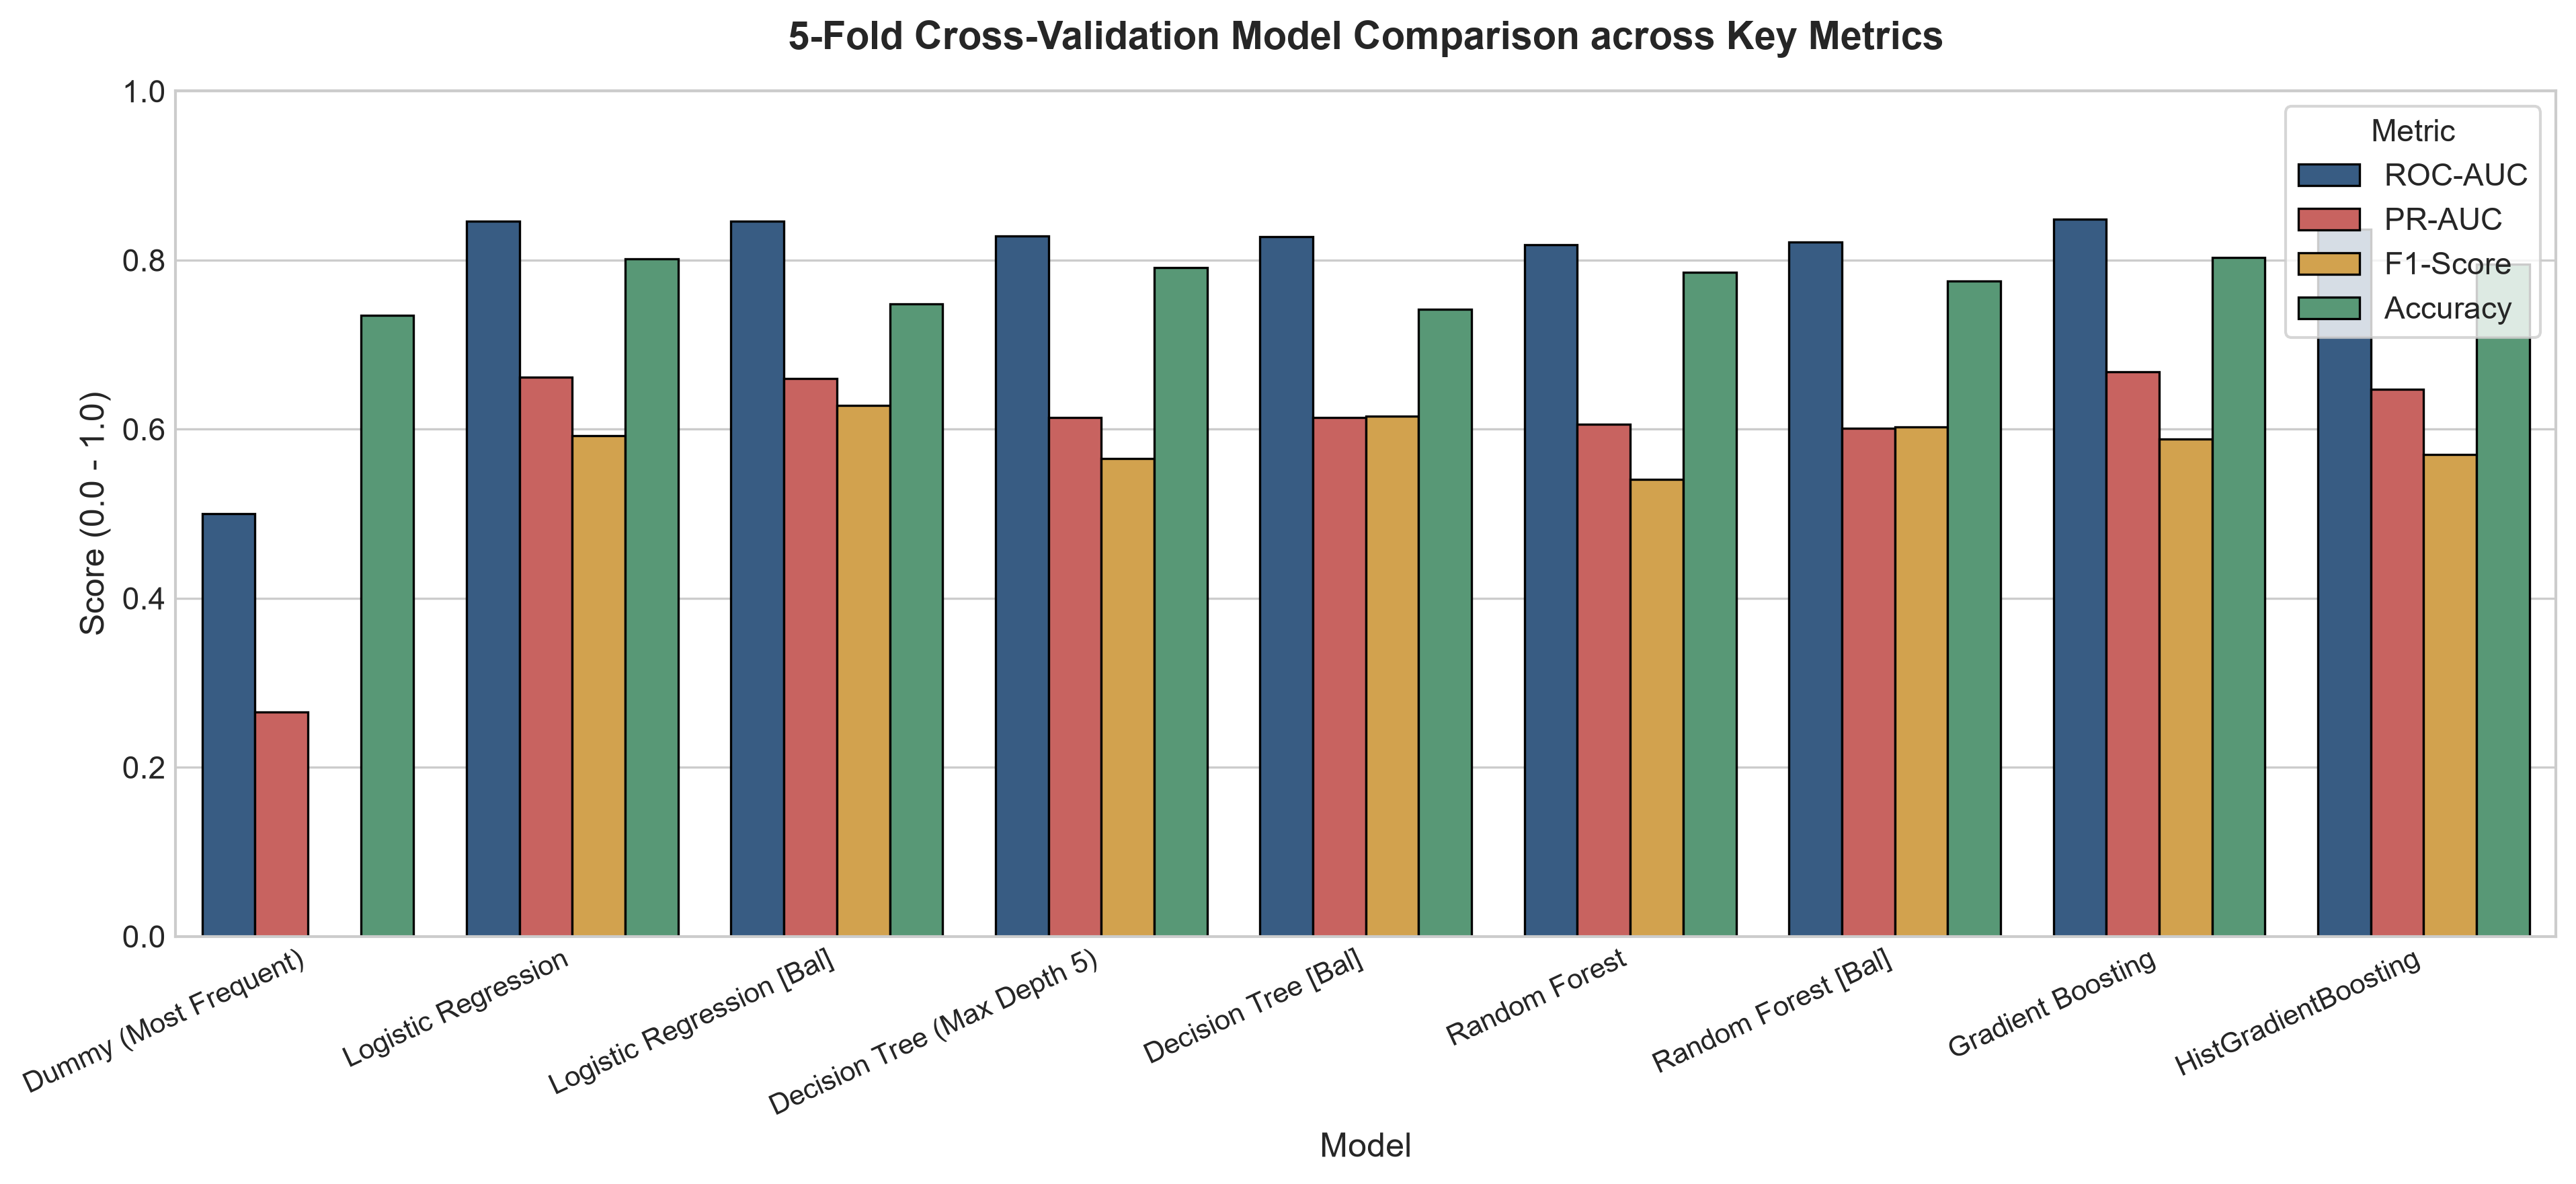 5-Fold Cross-Validation Model Comparison across Key Metrics
Score (0.0 - 1.0)
1.0
0.8
0.6
0.4
0.2
0.0
Metric
ROC-AUC
PR-AUC
F1-Score
Accuracy
Dummy (Most Frequent)
Logistic Regression
Logistic Regression [Bal]
Decision Tree (Max Depth 5)
Decision Tree [Bal]
Random Forest
Random Forest [Bal]
Gradient Boosting
HistGradientBoosting
Model